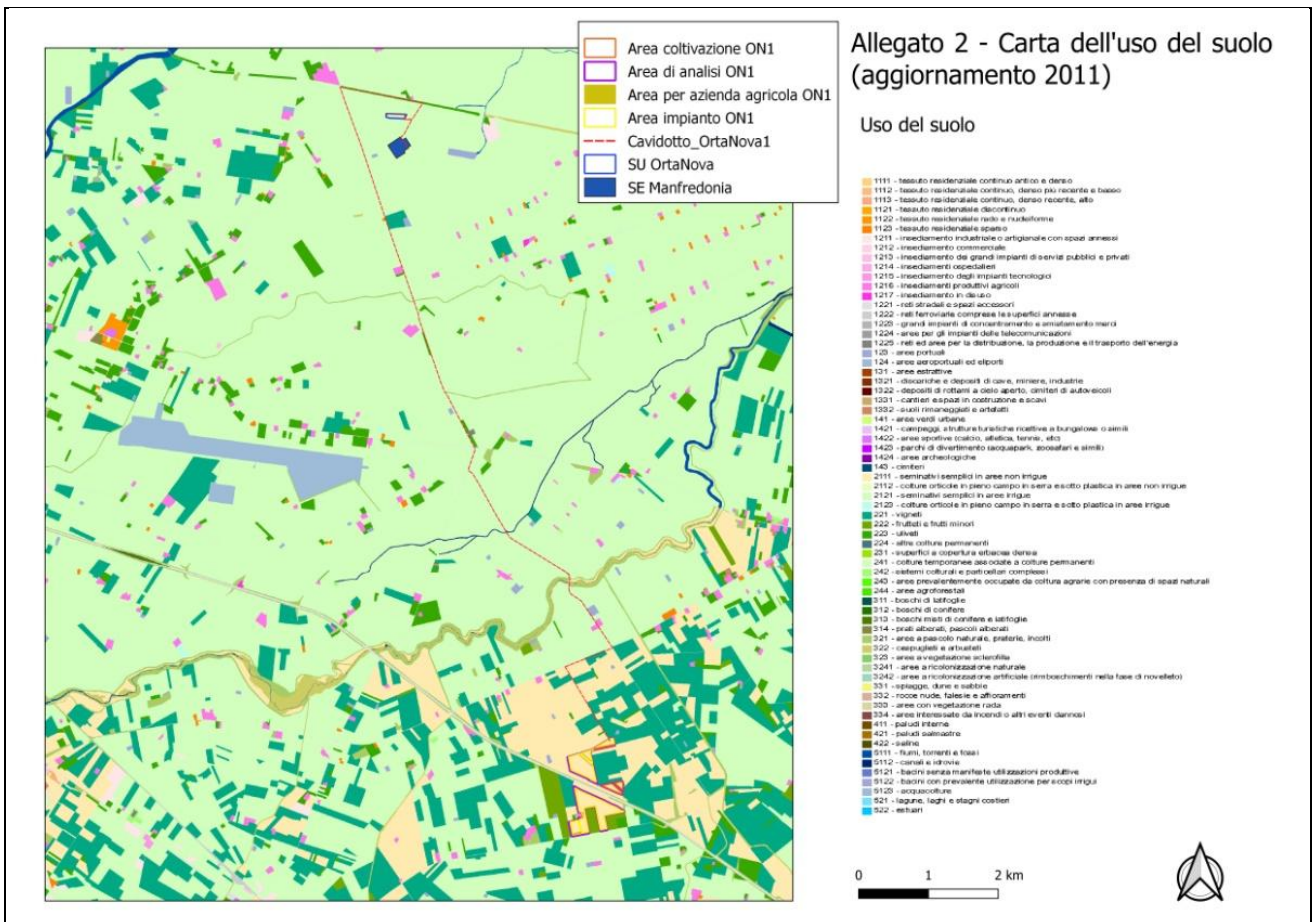 Area coltivazione ON1
Area di analisi ON1
Area per azienda agricola ON1
Area impianto ON1
Cavidotto_OrtaNova1
SU OrtaNova
SE Manfredonia
Allegato 2 - Carta dell'uso del suolo
(aggiornamento 2011)
Uso del suolo
1111 - tessuto residenziale continuo antico e denso
1112 - tessuto residenziale continuo, denso più recente e basso
1113 - tessuto residenziale continuo, denso recente, alto
1121 - tessuto residenziale discontinuo
1122 - tessuto residenziale rado e nucleiforme
1123 - tessuto residenziale sparso
1211 - insediamento industriale o artigianale con spazi annessi
1212 - insediamento commerciale
1213 - insediamento dei grandi impianti di servizi pubblici e privati
1214 - insediamenti ospedalieri
1215 - insediamento degli impianti tecnologici
1216 - insediamenti produttivi agricoli
1217 - insediamento in disuso
1221 - reti stradali e spazi accessori
1222 - reti ferroviarie comprese le superfici annesse
1223 - grandi impianti di concentramento e smistamento merci
1224 - aree per gli impianti delle telecomunicazioni
1225 - reti ed aree per la distribuzione, la produzione e il trasporto dell'energia
123 - aree portuali
124 - aree aeroportuali ed eliporti
131 - aree estrattive
1321 - discariche e depositi di cave, miniere, industrie
1322 - depositi di rottami a cielo aperto, cimiteri di autoveicoli
1331 - cantieri e spazi in costruzione e scavi
1332 - suoli rimaneggiati e artefatti
141 - aree verdi urbane
1421 - campeggi, strutture turistiche ricettive a bungalows o simili
1422 - aree sportive (calcio, atletica, tennis, etc)
1423 - parchi di divertimento (acquapark, zoosafari e simili)
1424 - aree archeologiche
143 - cimiteri
2111 - seminativi semplici in aree non irrigue
2112 - colture orticole in pieno campo in serra e sotto plastica in aree non irrigue
2121 - seminativi semplici in aree irrigue
2123 - colture orticole in pieno campo in serra e sotto plastica in aree irrigue
221 - vigneti
222 - frutteti e frutti minori
223 - uliveti
224 - altre colture permanenti
231 - superfici a copertura erbacea densa
241 - colture temporanee associate a colture permanenti
242 - sistemi colturali e particellari complessi
243 - aree prevalentemente occupate da coltura agrarie con presenza di spazi naturali
244 - aree agroforestali
311 - boschi di latifoglie
312 - boschi di conifere
313 - boschi misti di conifere e latifoglie
314 - prati alberati, pascoli alberati
321 - aree a pascolo naturale, praterie, incolti
322 - cespuglieti e arbusteti
323 - aree a vegetazione sclerofilla
3241 - aree a ricolonizzazione naturale
3242 - aree a ricolonizzazione artificiale (rimboschimenti nella fase di novelleto)
331 - spiagge, dune e sabbie
332 - rocce nude, falesie e affioramenti
333 - aree con vegetazione rada
334 - aree interessate da incendi o altri eventi dannosi
411 - paludi interne
421 - paludi salmastre
422 - saline
5111 - fiumi, torrenti e fossi
5112 - canali e idrovie
5121 - bacini senza manifeste utilizzazioni produttive
5122 - bacini con prevalente utilizzazione per scopi irrigui
5123 - acquacolture
521 - lagune, laghi e stagni costieri
522 - estuari
0 1 2 km